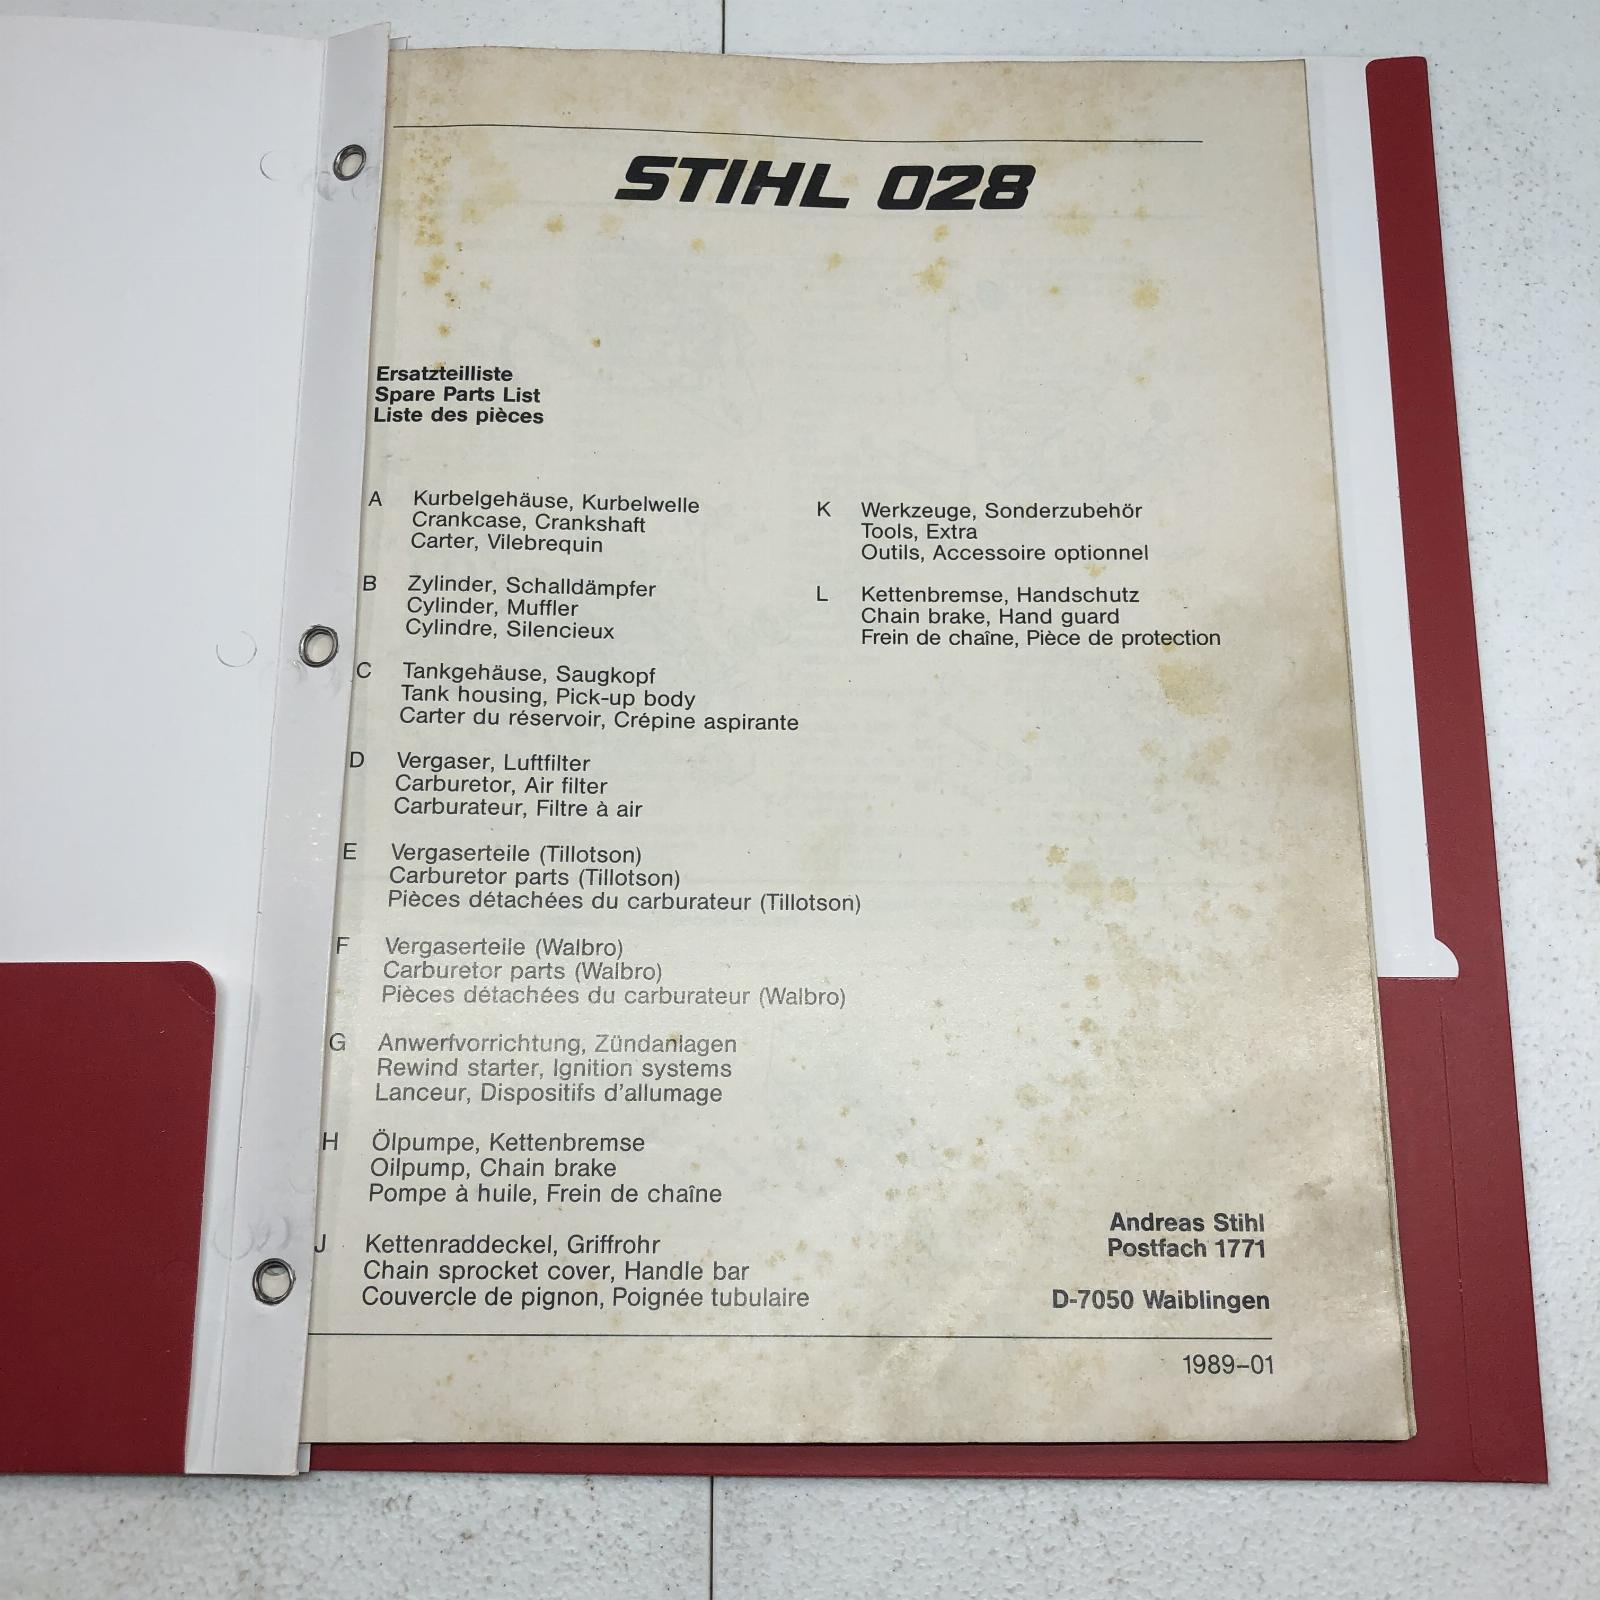 STIHL 028
Ersatzteilliste
Spare Parts List
Liste des pièces
A Kurbelgehäuse, Kurbelwelle
Crankcase, Crankshaft
Carter, Vilebrequin
B Zylinder, Schalldämpfer
Cylinder, Muffler
Cylindre, Silencieux
C Tankgehäuse, Saugkopf
Tank housing, Pick-up body
Carter du réservoir, Crépine aspirante
D Vergaser, Luftfilter
Carburetor, Air filter
Carburateur, Filtre à air
E Vergaserteile (Tillotson)
Carburetor parts (Tillotson)
Pièces détachées du carburateur (Tillotson)
F Vergaserteile (Walbro)
Carburetor parts (Walbro)
Pièces détachées du carburateur (Walbro)
G Anwerfvorrichtung, Zündanlagen
Rewind starter, Ignition systems
Lanceur, Dispositifs d'allumage
H Ölpumpe, Kettenbremse
Oilpump, Chain brake
Pompe à huile, Frein de chaîne
J Kettenraddeckel, Griffrohr
Chain sprocket cover, Handle bar
Couvercle de pignon, Poignée tubulaire
K Werkzeuge, Sonderzubehör
Tools, Extra
Outils, Accessoire optionnel
L Kettenbremse, Handschutz
Chain brake, Hand guard
Frein de chaîne, Pièce de protection
Andreas Stihl
Postfach 1771
D-7050 Waiblingen
1989–01